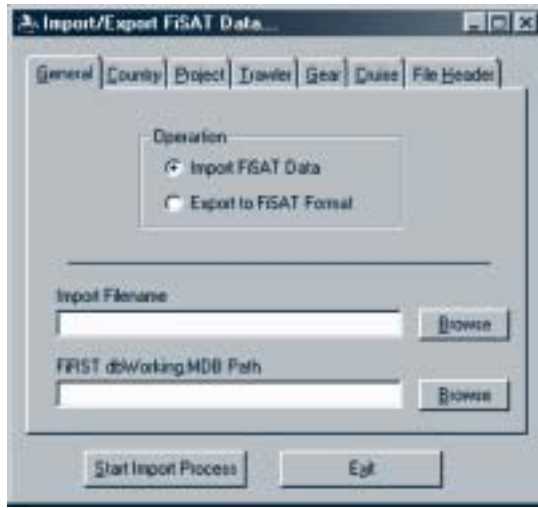 Import/Export FiSAT Data...
General Country Project Trawler Gear Cruise File Header
Operation
Import FiSAT Data
Export to FiSAT Format
Import Filename
Browse
FiRST dbWorking.MDB Path
Browse
Start Import Process Exit